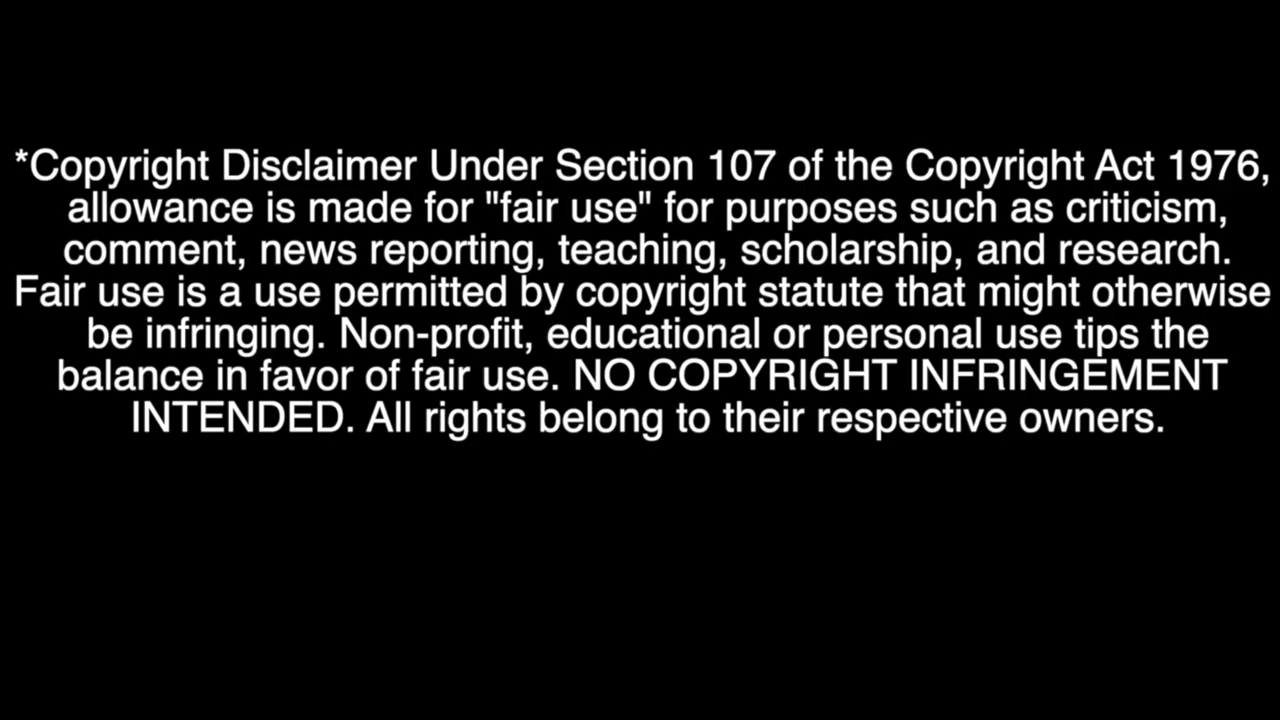 *Copyright Disclaimer Under Section 107 of the Copyright Act 1976,
allowance is made for "fair use" for purposes such as criticism,
comment, news reporting, teaching, scholarship, and research.
Fair use is a use permitted by copyright statute that might otherwise
be infringing. Non-profit, educational or personal use tips the
balance in favor of fair use. NO COPYRIGHT INFRINGEMENT
INTENDED. All rights belong to their respective owners.